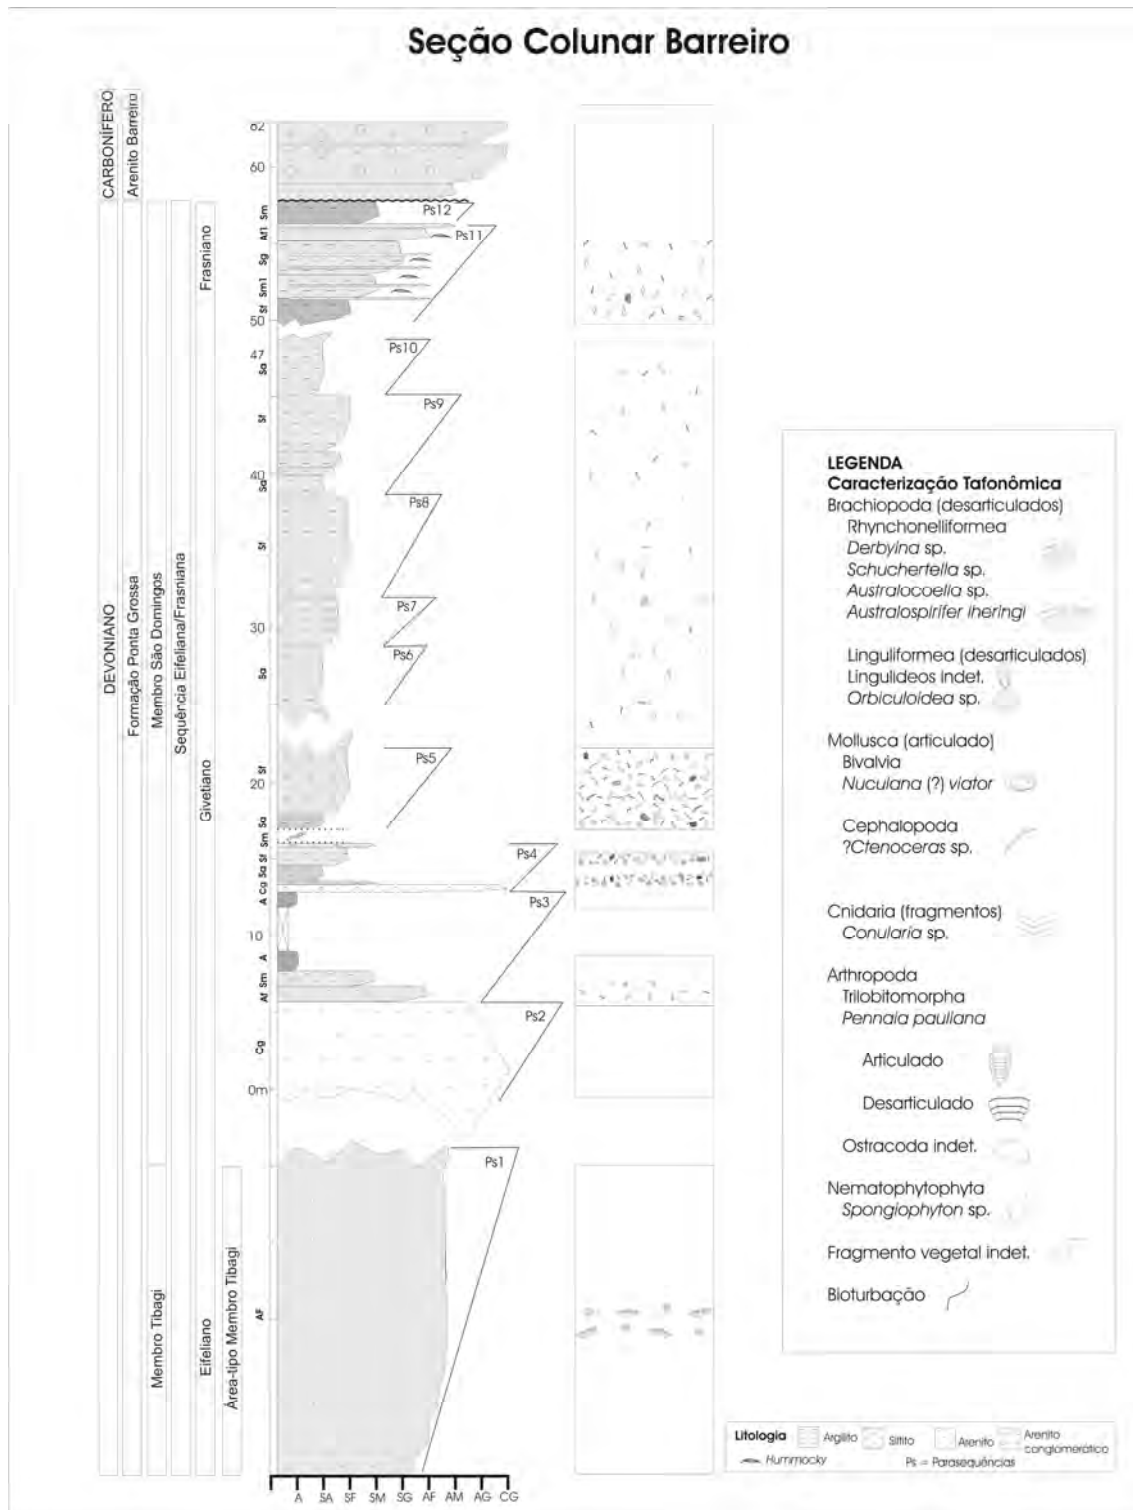 Seção Colunar Barreiro
CARBONÍFERO
Arenito Barreiro
DEVONIANO
Formação Ponta Grossa
Membro São Domingos
Membro Tibagi
Sequência Eifeliana/Frasniana
Frasniano
Givetiano
Eifeliano
Área-tipo Membro Tibagi
62
60
50
47
40
30
20
10
0m
Sm
Af1
Sg
Sm1
Sf
Sa
Sf
Sa
Sf
Sa
Sf
Sa
Sm
Sf
Sa
Cg
A
A
Sm
Af
Cg
AF
Ps12
Ps11
Ps10
Ps9
Ps8
Ps7
Ps6
Ps5
Ps4
Ps3
Ps2
Ps1
A SA SF SM SG AF AM AG CG
LEGENDA
Caracterização Tafonômica
Brachiopoda (desarticulados)
Rhynchonelliformea
Derbyina sp.
Schuchertella sp.
Australocoelia sp.
Australospirifer iheringi
Linguliformea (desarticulados)
Lingulideos indet.
Orbiculoidea sp.
Mollusca (articulado)
Bivalvia
Nuculana (?) viator
Cephalopoda
?Ctenoceras sp.
Cnidaria (fragmentos)
Conularia sp.
Arthropoda
Trilobitomorpha
Pennaia pauliana
Articulado
Desarticulado
Ostracoda indet.
Nematophytophyta
Spongiophyton sp.
Fragmento vegetal indet.
Bioturbação
Litologia Argilito Siltito Arenito Arenito conglomerático
Hummocky Ps = Parasequências